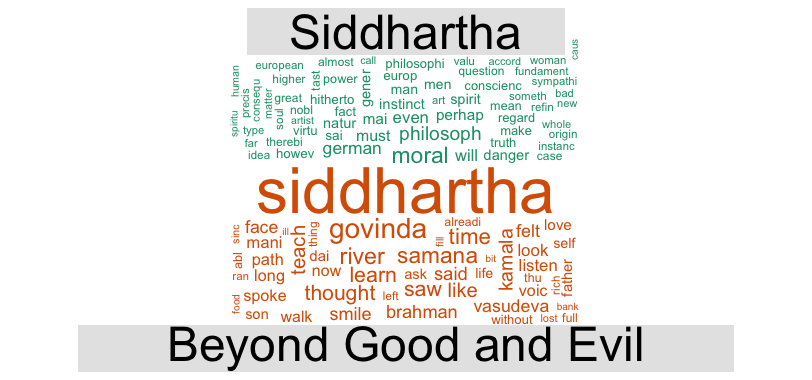 Siddhartha
european almost call philosophi valu accord woman caus
human higher tast power gener europ man men question conscienc fundament sympathi
spiritu precis consequ matter great hitherto instinct art spirit someth bad
soul nobl artist fact natur mai even perhap mean refin new regard
type virtu sai must philosoph make whole origin
far therebi german moral will danger truth instanc
idea howev case
siddhartha
sinc face ill thing govinda alreadi time felt love
abl mani teach dai river samana fill kamala look self
path now learn ask said bit life listen father
ran long thought left saw like thu voic rich
food spoke smile brahman vasudeva bank
son walk without lost full
Beyond Good and Evil